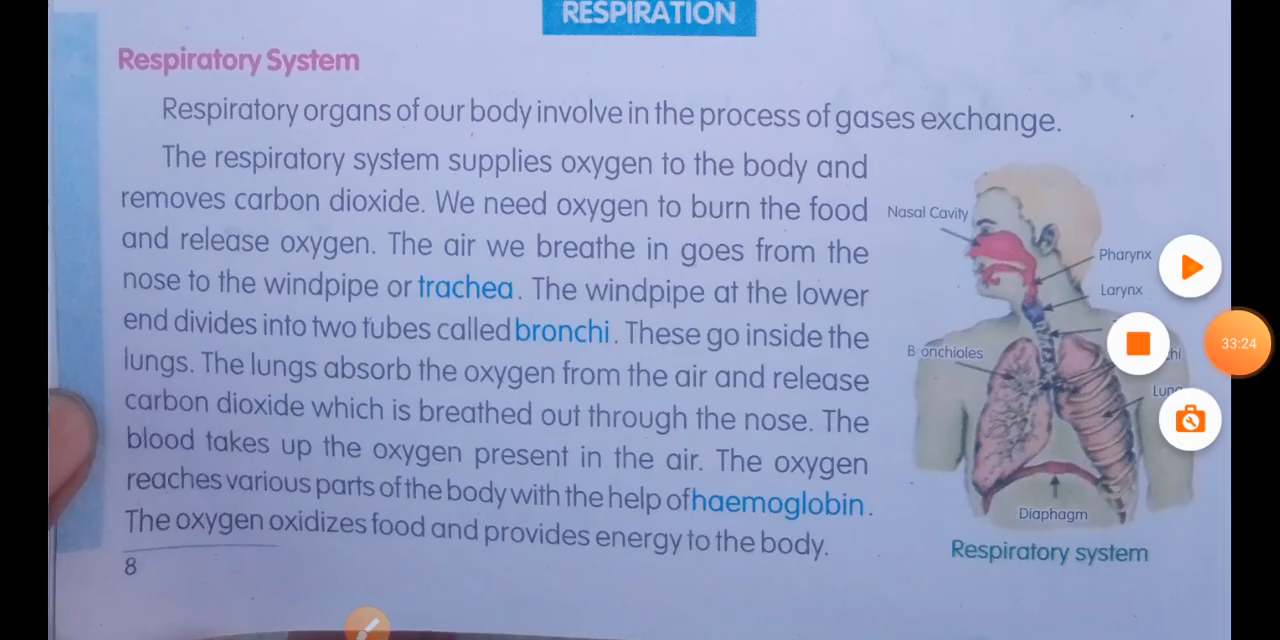 RESPIRATION
Respiratory System
Respiratory organs of our body involve in the process of gases exchange.
The respiratory system supplies oxygen to the body and
removes carbon dioxide. We need oxygen to burn the food
and release oxygen. The air we breathe in goes from the
nose to the windpipe or trachea. The windpipe at the lower
end divides into two tubes called bronchi. These go inside the
lungs. The lungs absorb the oxygen from the air and release
carbon dioxide which is breathed out through the nose. The
blood takes up the oxygen present in the air. The oxygen
reaches various parts of the body with the help of haemoglobin.
The oxygen oxidizes food and provides energy to the body.
8
Nasal Cavity
Pharynx
Larynx
Bronchioles
Diaphagm
Respiratory system
33:24